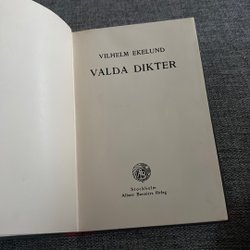 VILHELM EKELUND
VALDA DIKTER
Stockholm
Albert Bonniers Förlag